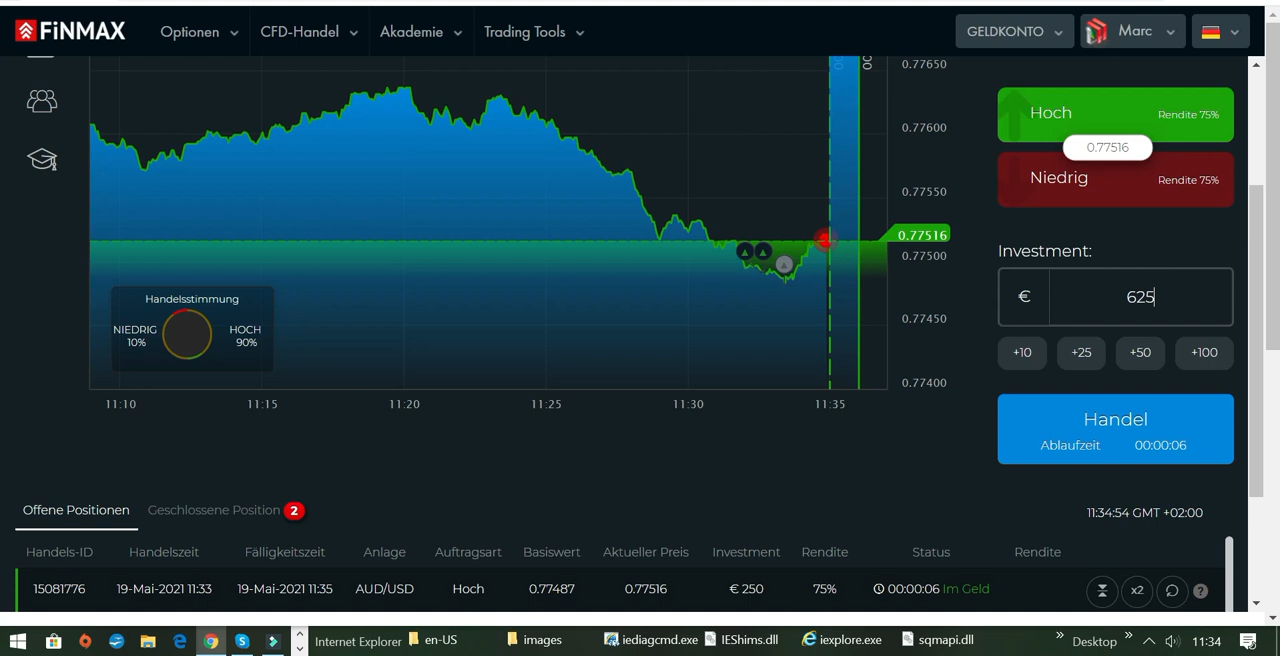 FiNMAX Optionen CFD-Handel Akademie Trading Tools GELDKONTO Marc
0.77650
0.77600
0.77550
0.77516
0.77500
0.77450
0.77400
Handelsstimmung
NIEDRIG HOCH
10% 90%
11:10 11:15 11:20 11:25 11:30 11:35
Hoch Rendite 75%
0.77516
Niedrig Rendite 75%
Investment:
€ 625
+10 +25 +50 +100
Handel
Ablaufzeit 00:00:06
Offene Positionen Geschlossene Position 2 11:34:54 GMT +02:00
Handels-ID Handelszeit Fälligkeitszeit Anlage Auftragsart Basiswert Aktueller Preis Investment Rendite Status Rendite
15081776 19-Mai-2021 11:33 19-Mai-2021 11:35 AUD/USD Hoch 0.77487 0.77516 € 250 75% 00:00:06 Im Geld x2 ?
Internet Explorer en-US images iediagcmd.exe IEShims.dll iexplore.exe sqmapi.dll » Desktop » 11:34